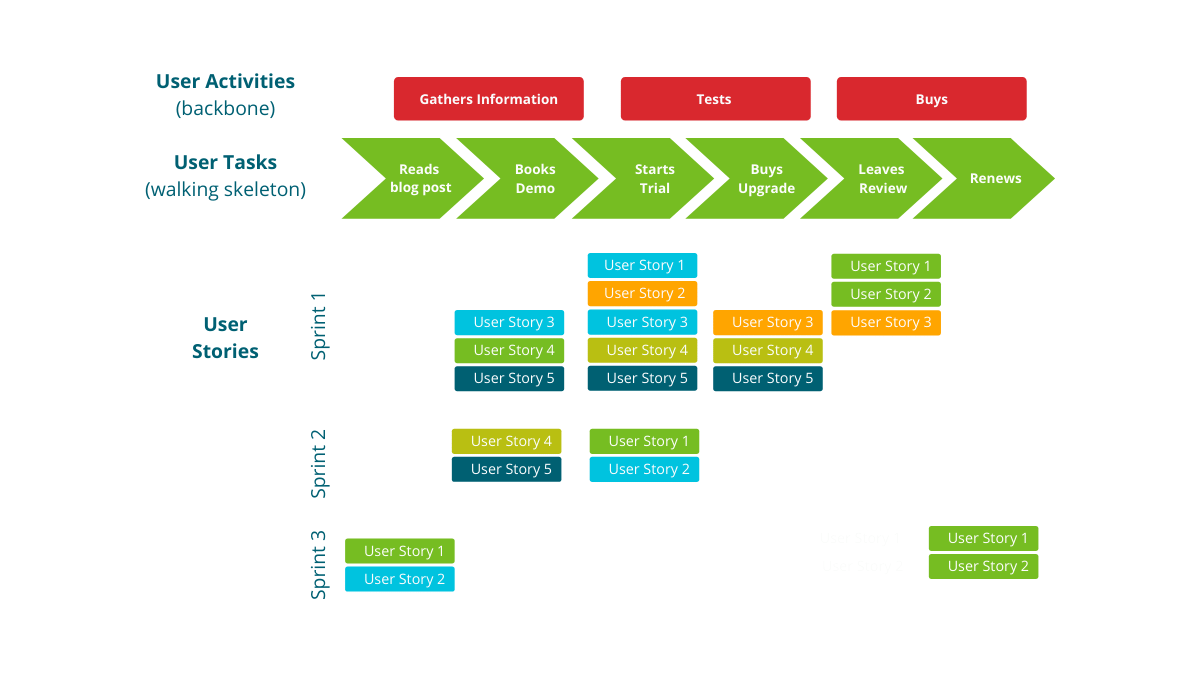 User Activities
(backbone)
Gathers Information
Tests
Buys
User Tasks
(walking skeleton)
Reads
blog post
Books
Demo
Starts
Trial
Buys
Upgrade
Leaves
Review
Renews
User
Stories
Sprint 1
User Story 3
User Story 4
User Story 5
User Story 1
User Story 2
User Story 3
User Story 4
User Story 5
User Story 3
User Story 4
User Story 5
User Story 1
User Story 2
User Story 3
Sprint 2
User Story 4
User Story 5
User Story 1
User Story 2
Sprint 3
User Story 1
User Story 2
User Story 1
User Story 2